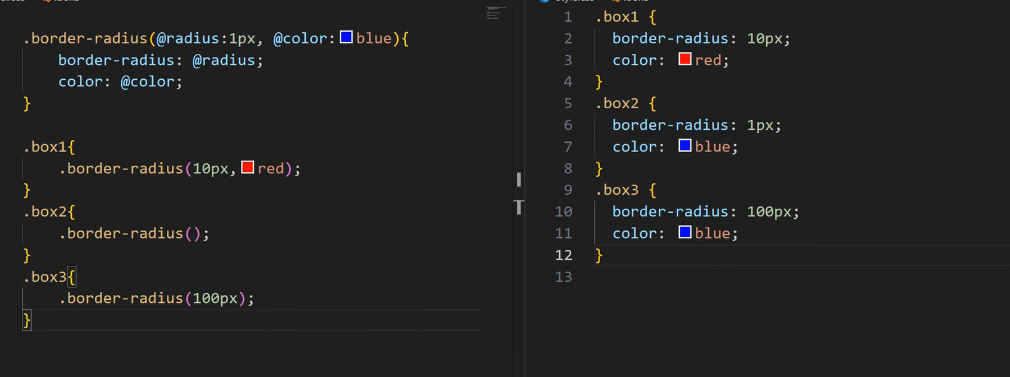 .border-radius(@radius:1px, @color:blue){
border-radius: @radius;
color: @color;
}
.box1{
.border-radius(10px,red);
}
.box2{
.border-radius();
}
.box3{
.border-radius(100px);
}
1 .box1 {
2 border-radius: 10px;
3 color: red;
4 }
5 .box2 {
6 border-radius: 1px;
7 color: blue;
8 }
9 .box3 {
10 border-radius: 100px;
11 color: blue;
12 }
13